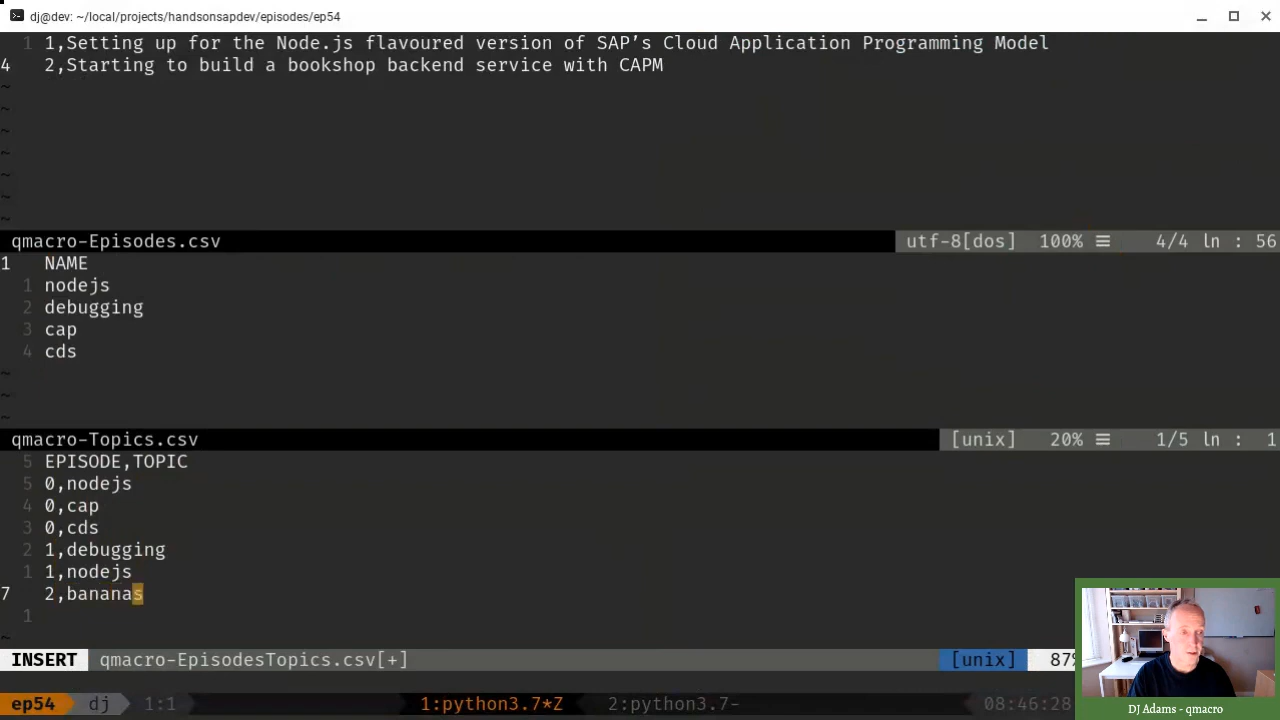 dj@dev: ~/local/projects/handsonsapdev/episodes/ep54
1 1,Setting up for the Node.js flavoured version of SAP’s Cloud Application Programming Model
4 2,Starting to build a bookshop backend service with CAPM
~
~
~
~
~
~
~
qmacro-Episodes.csv utf-8[dos] 100% ☰ 4/4 ln : 56
1 NAME
1 nodejs
2 debugging
3 cap
4 cds
~
~
~
qmacro-Topics.csv [unix] 20% ☰ 1/5 ln : 1
5 EPISODE,TOPIC
5 0,nodejs
4 0,cap
3 0,cds
2 1,debugging
1 1,nodejs
7 2,bananas
1
~
INSERT qmacro-EpisodesTopics.csv[+] [unix] 87%
ep54 dj 1:1 1:python3.7*Z 2:python3.7- 08:46:28
DJ Adams - qmacro